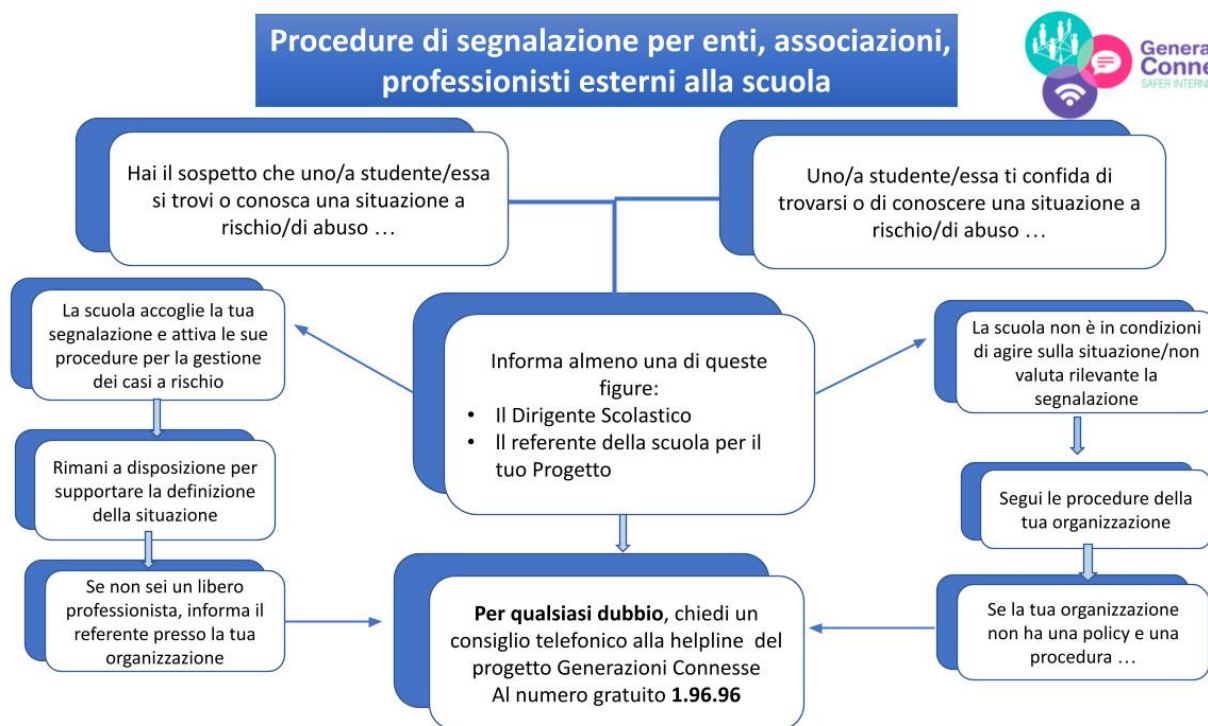 Procedure di segnalazione per enti, associazioni,
professionisti esterni alla scuola
Genera
Conne
SAFER INTERN
Hai il sospetto che uno/a studente/essa
si trovi o conosca una situazione a
rischio/di abuso …
Uno/a studente/essa ti confida di
trovarsi o di conoscere una situazione a
rischio/di abuso …
La scuola accoglie la tua
segnalazione e attiva le sue
procedure per la gestione
dei casi a rischio
Informa almeno una di queste
figure:
• Il Dirigente Scolastico
• Il referente della scuola per il
tuo Progetto
La scuola non è in condizioni
di agire sulla situazione/non
valuta rilevante la
segnalazione
Rimani a disposizione per
supportare la definizione
della situazione
Segui le procedure della
tua organizzazione
Se non sei un libero
professionista, informa il
referente presso la tua
organizzazione
Per qualsiasi dubbio, chiedi un
consiglio telefonico alla helpline del
progetto Generazioni Connesse
Al numero gratuito 1.96.96
Se la tua organizzazione
non ha una policy e una
procedura …